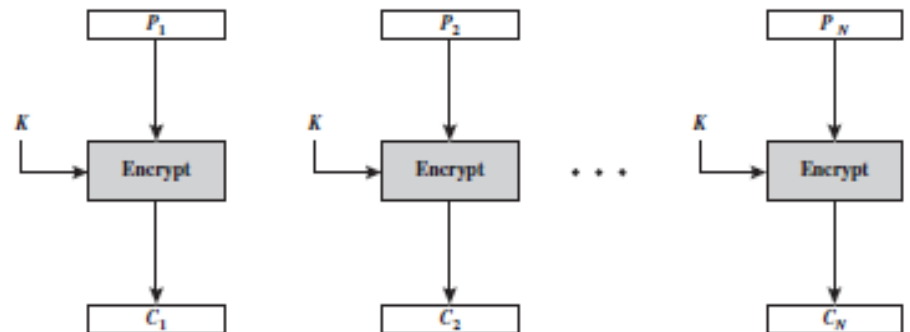 P1 P2 PN
K K K
Encrypt Encrypt • • • Encrypt
C1 C2 CN